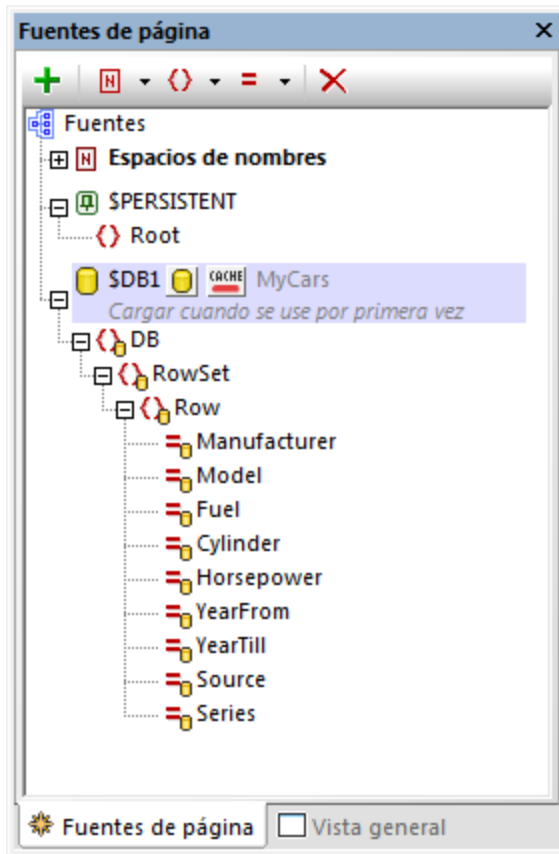 Fuentes de página
Fuentes
Espacios de nombres
$PERSISTENT
Root
$DB1 CACHE MyCars
Cargar cuando se use por primera vez
DB
RowSet
Row
Manufacturer
Model
Fuel
Cylinder
Horsepower
YearFrom
YearTill
Source
Series
Fuentes de página Vista general